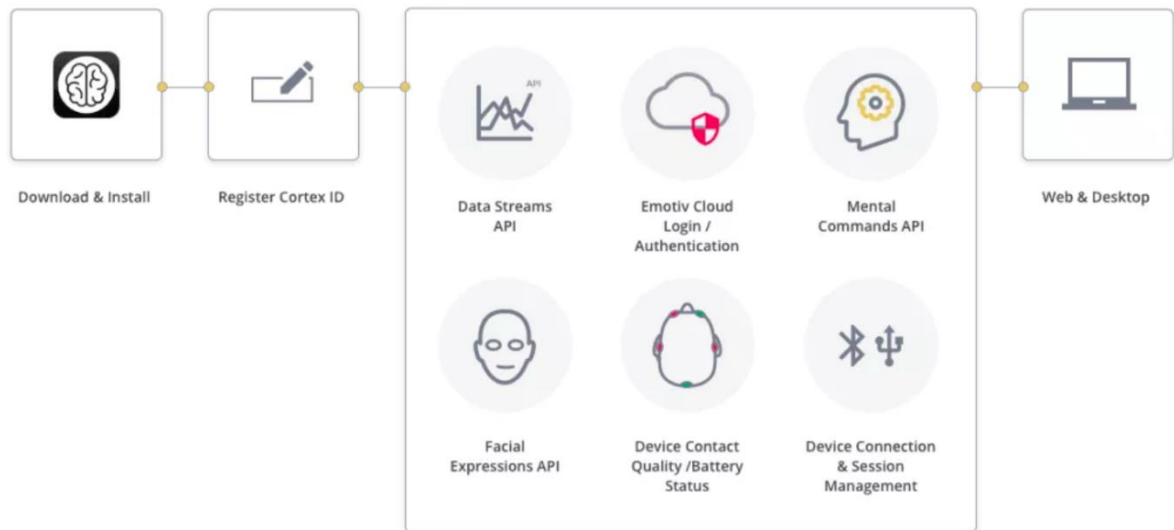 API
Download & Install
Register Cortex ID
Data Streams
API
Emotiv Cloud
Login /
Authentication
Mental
Commands API
Web & Desktop
Facial
Expressions API
Device Contact
Quality /Battery
Status
Device Connection
& Session
Management